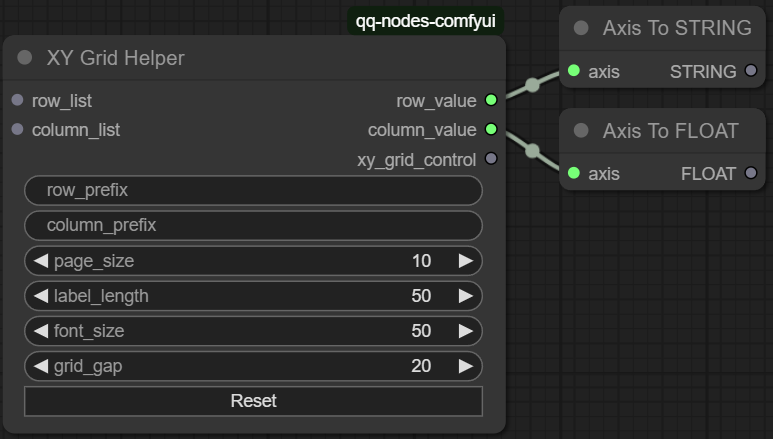 qq-nodes-comfyui
XY Grid Helper
row_list
row_value
column_list
column_value
xy_grid_control
row_prefix
column_prefix
page_size 10
label_length 50
font_size 50
grid_gap 20
Reset
Axis To STRING
axis STRING
Axis To FLOAT
axis FLOAT